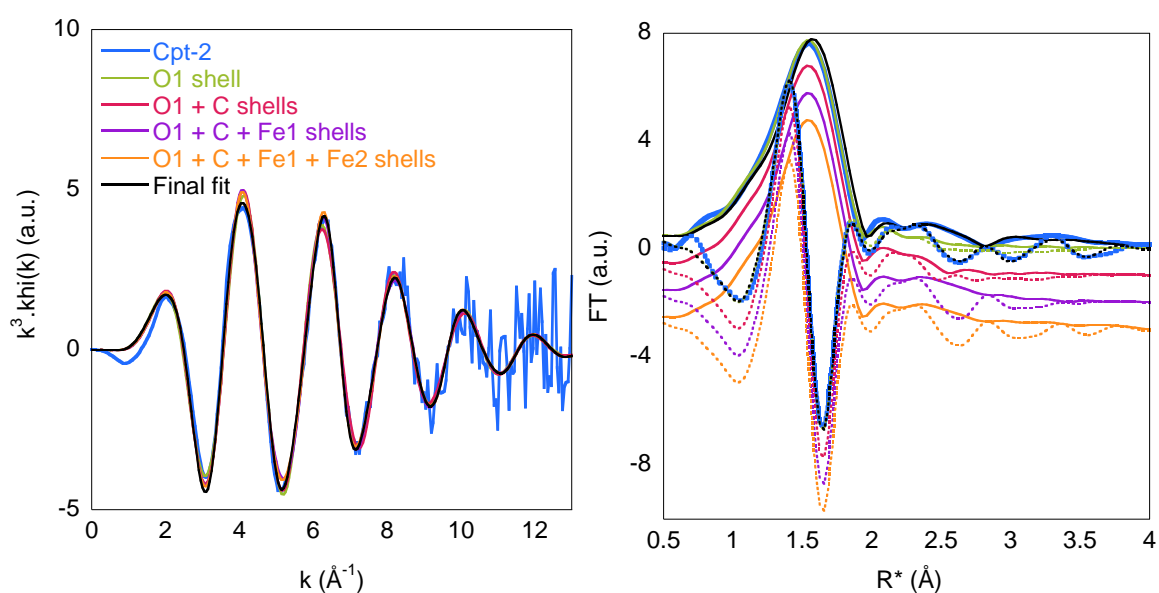 10
5
0
-5
k³.khi(k) (a.u.)
Cpt-2
O1 shell
O1 + C shells
O1 + C + Fe1 shells
O1 + C + Fe1 + Fe2 shells
Final fit
0 2 4 6 8 10 12
k (Å⁻¹)
8
4
0
-4
-8
FT (a.u.)
0.5 1 1.5 2 2.5 3 3.5 4
R* (Å)